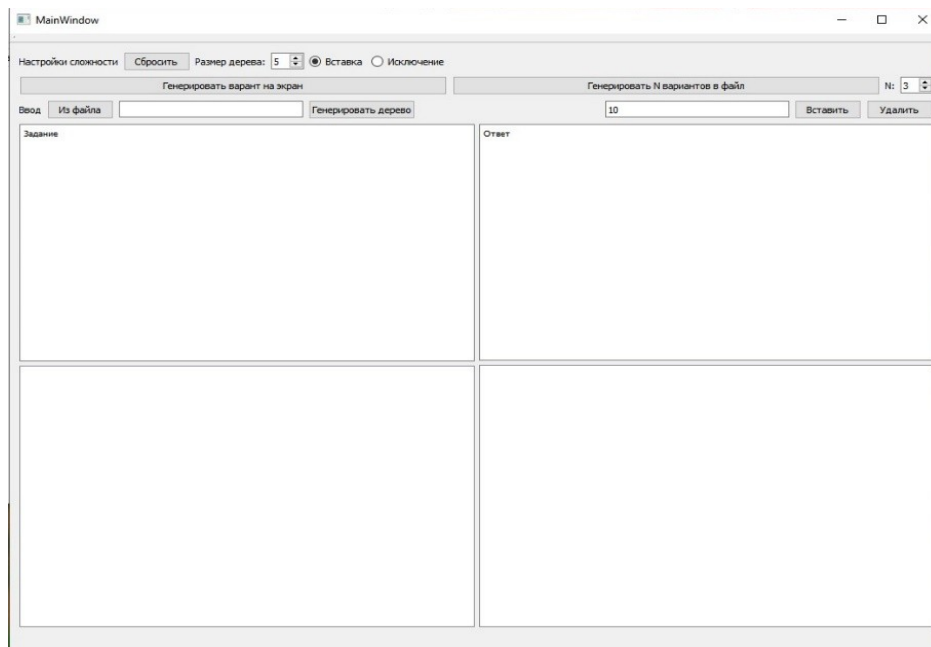 MainWindow
Настройки сложности Сбросить Размер дерева: 5 Вставка Исключение
Генерировать варант на экран Генерировать N вариантов в файл N: 3
Ввод Из файла Генерировать дерево 10 Вставить Удалить
Задание Ответ